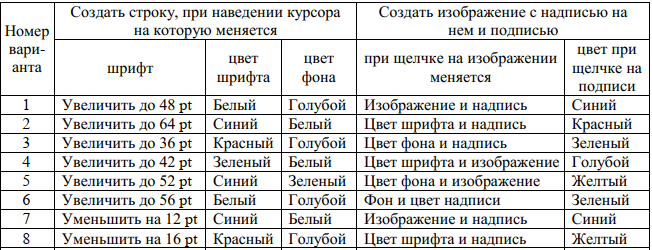 Номер вари-анта | Создать строку, при наведении курсора на которую меняется | Создать изображение с надписью на нем и подписью
шрифт | цвет шрифта | цвет фона | при щелчке на изображении меняется | цвет при щелчке на подписи
1 | Увеличить до 48 pt | Белый | Голубой | Изображение и надпись | Синий
2 | Увеличить до 64 pt | Синий | Белый | Цвет шрифта и надпись | Красный
3 | Увеличить до 36 pt | Красный | Голубой | Цвет фона и надпись | Зеленый
4 | Увеличить до 42 pt | Зеленый | Белый | Цвет шрифта и изображение | Голубой
5 | Увеличить до 52 pt | Синий | Зеленый | Цвет фона и изображение | Желтый
6 | Увеличить до 56 pt | Белый | Голубой | Фон и цвет надписи | Зеленый
7 | Уменьшить на 12 pt | Синий | Белый | Изображение и надпись | Синий
8 | Уменьшить на 16 pt | Красный | Голубой | Цвет шрифта и надпись | Желтый